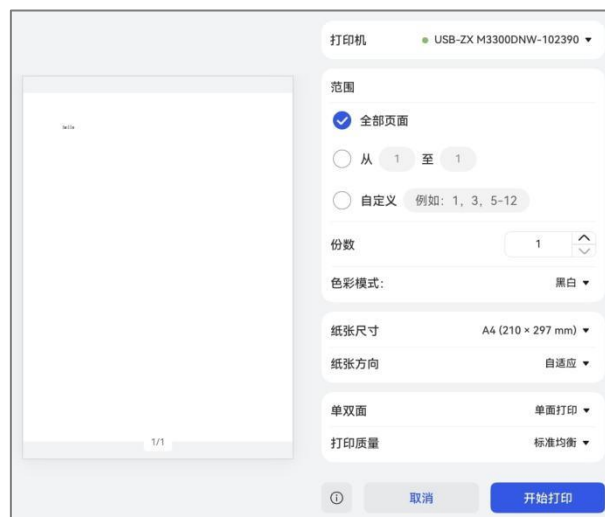 hello
1/1
打印机 USB-ZX M3300DNW-102390
范围
全部页面
从 1 至 1
自定义 例如: 1, 3, 5-12
份数 1
色彩模式: 黑白
纸张尺寸 A4 (210 × 297 mm)
纸张方向 自适应
单双面 单面打印
打印质量 标准均衡
取消 开始打印